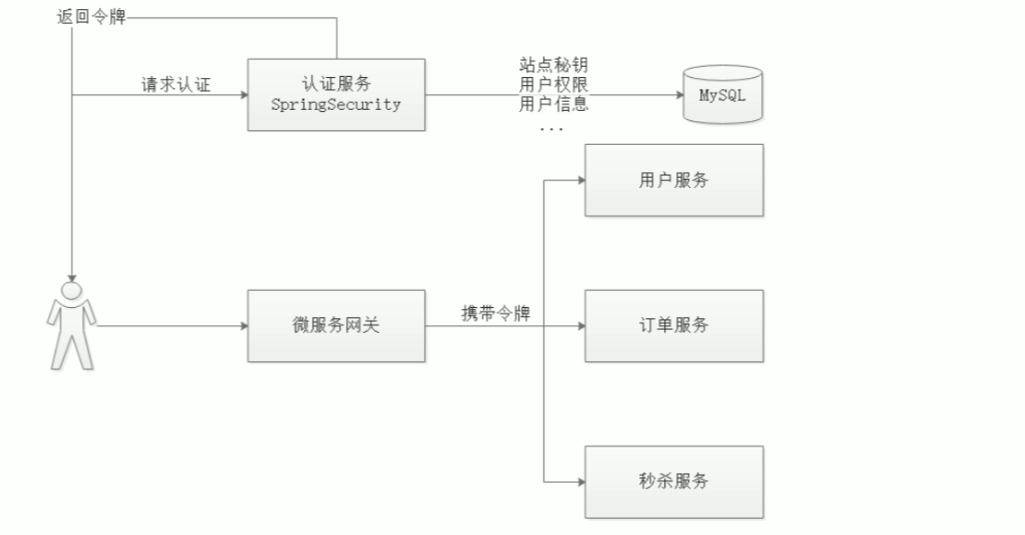 返回令牌
请求认证
认证服务
SpringSecurity
站点秘钥
用户权限
用户信息
...
MySQL
用户服务
微服务网关
携带令牌
订单服务
秒杀服务